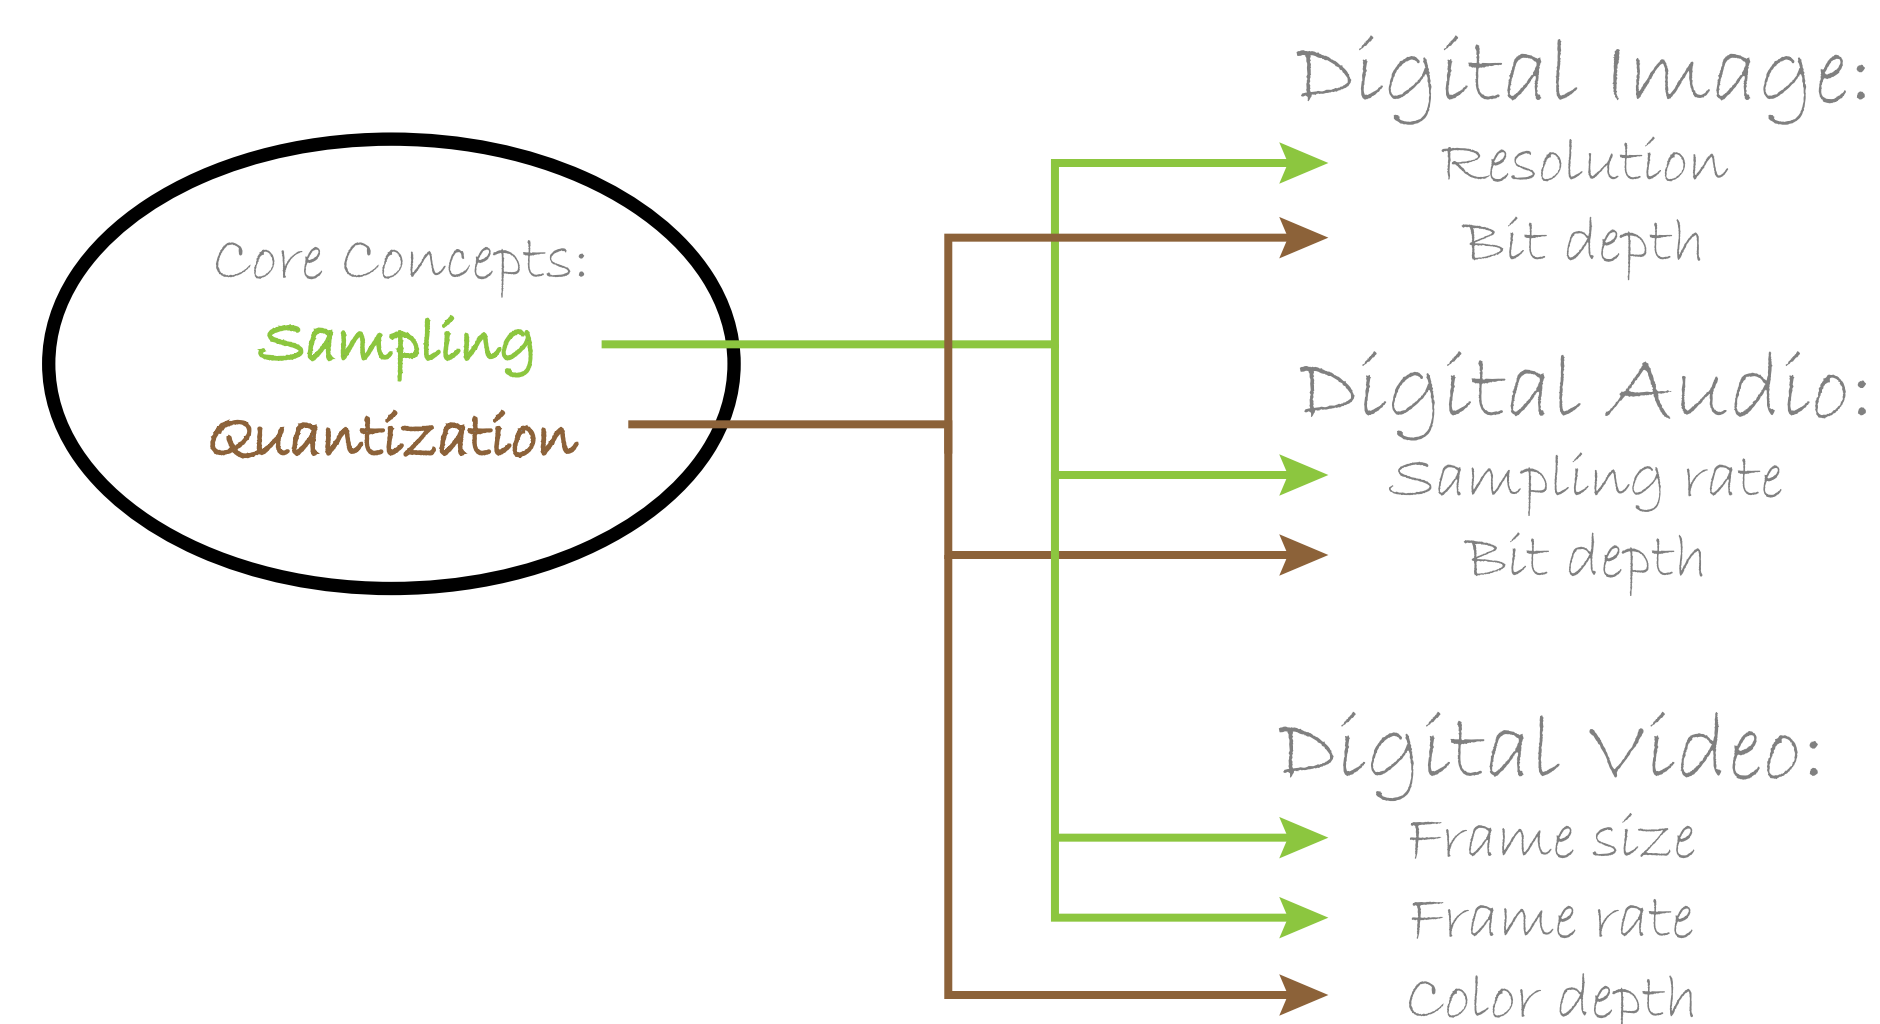 Core Concepts:
Sampling
Quantization
Digital Image:
Resolution
Bit depth
Digital Audio:
Sampling rate
Bit depth
Digital Video:
Frame size
Frame rate
Color depth